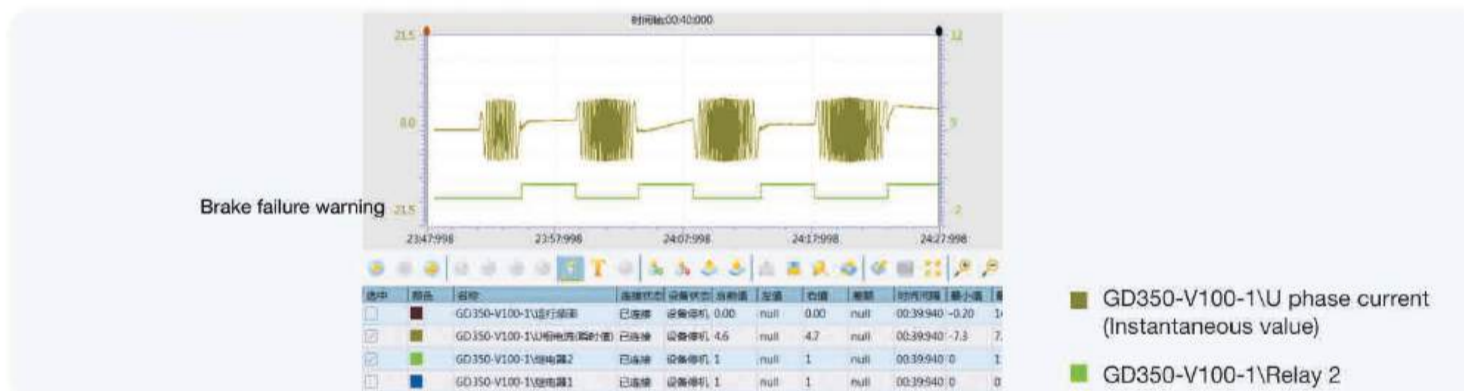 时间轴:00:40:000
21.5
12
8.0
5
Brake failure warning
-21.5
-2
23:47:998 23:57:998 24:07:998 24:17:998 24:27:998
选中 颜色 名称 连接状态 设备状态 当前值 左值 右值 差额 时间间隔 最小值
GD350-V100-1\运行频率 已连接 设备停机 0.00 null 0.00 null 00:39:940 -0.20
GD350-V100-1\U相电流(瞬时值) 已连接 设备停机 4.6 null 4.7 null 00:39:940 -7.3
GD350-V100-1\继电器2 已连接 设备停机 1 null 1 null 00:39:940 0 1
GD350-V100-1\继电器1 已连接 设备停机 1 null 1 null 00:39:940 0 0
GD350-V100-1\U phase current
(Instantaneous value)
GD350-V100-1\Relay 2